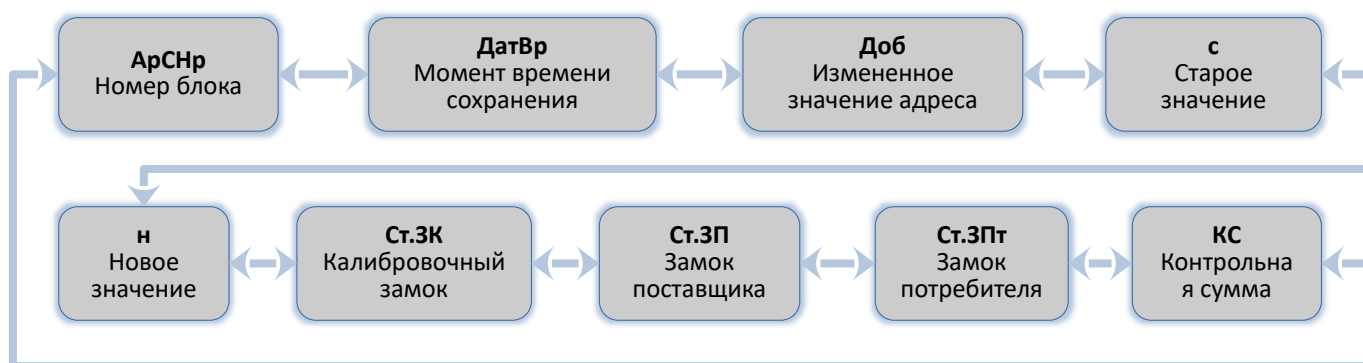 АрСНр
Номер блока
ДатВр
Момент времени
сохранения
Доб
Измененное
значение адреса
с
Старое
значение
н
Новое
значение
Ст.ЗК
Калибровочный
замок
Ст.ЗП
Замок
поставщика
Ст.ЗПт
Замок
потребителя
КС
Контрольна
я сумма